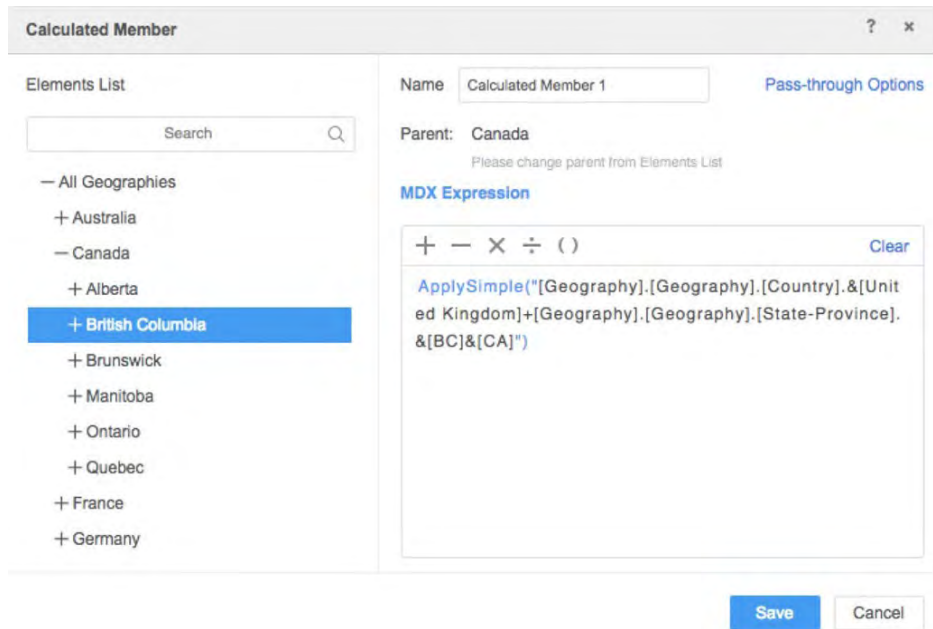 Calculated Member
? ×
Elements List
Search
— All Geographies
+ Australia
— Canada
+ Alberta
+ British Columbia
+ Brunswick
+ Manitoba
+ Ontario
+ Quebec
+ France
+ Germany
Name Calculated Member 1 Pass-through Options
Parent: Canada
Please change parent from Elements List
MDX Expression
+ − × ÷ () Clear
ApplySimple("[Geography].[Geography].[Country].&[Unit
ed Kingdom]+[Geography].[Geography].[State-Province].
&[BC]&[CA]")
Save Cancel